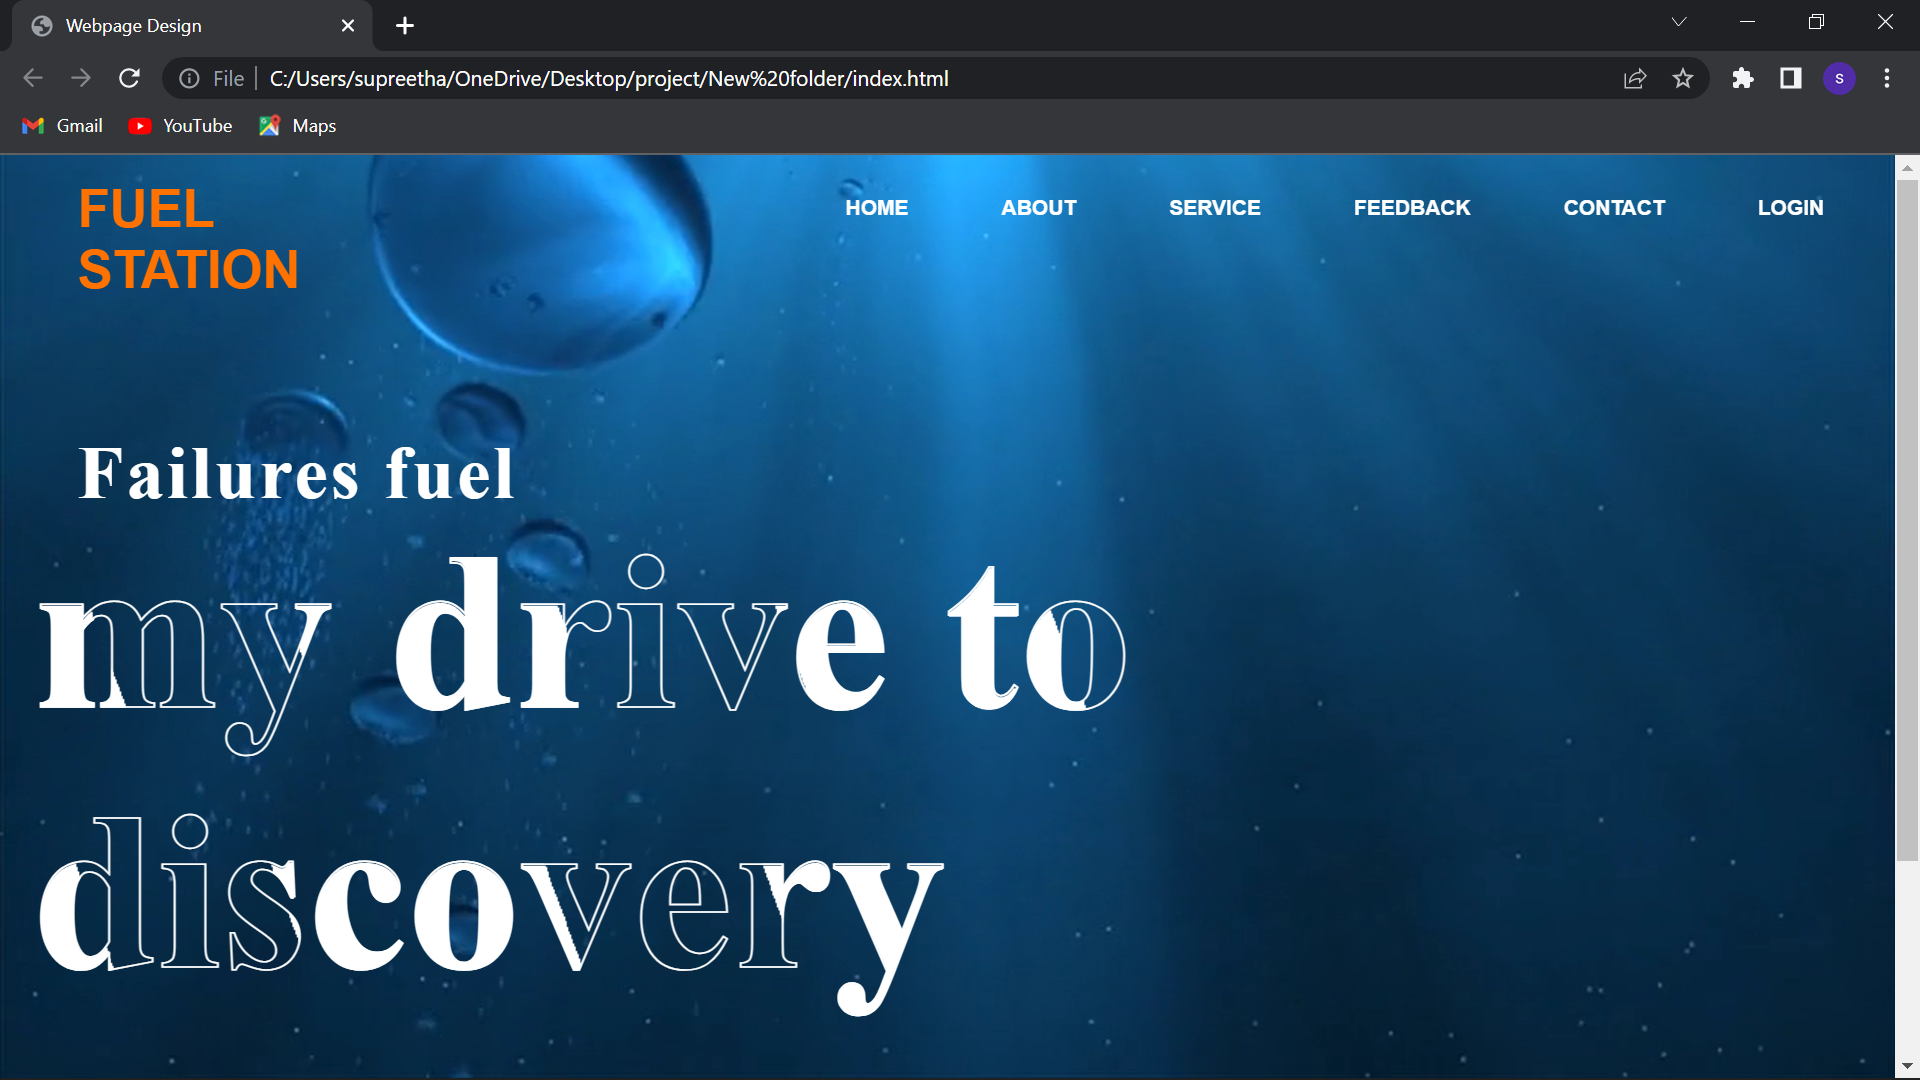 Webpage Design
File C:/Users/supreetha/OneDrive/Desktop/project/New%20folder/index.html
S
Gmail YouTube Maps
FUEL
STATION
HOME ABOUT SERVICE FEEDBACK CONTACT LOGIN
Failures fuel
my drive to
discovery